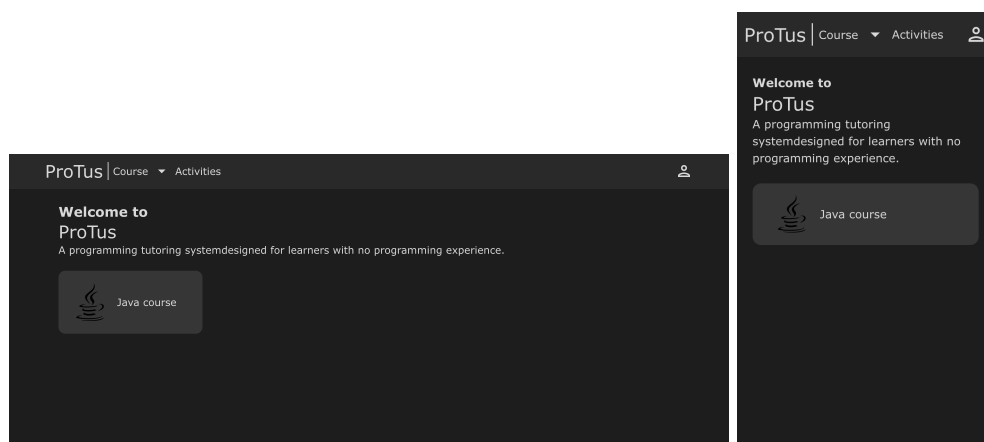 ProTus Course Activities
Welcome to
ProTus
A programming tutoring systemdesigned for learners with no programming experience.
Java course
ProTus Course Activities
Welcome to
ProTus
A programming tutoring
systemdesigned for learners with no
programming experience.
Java course